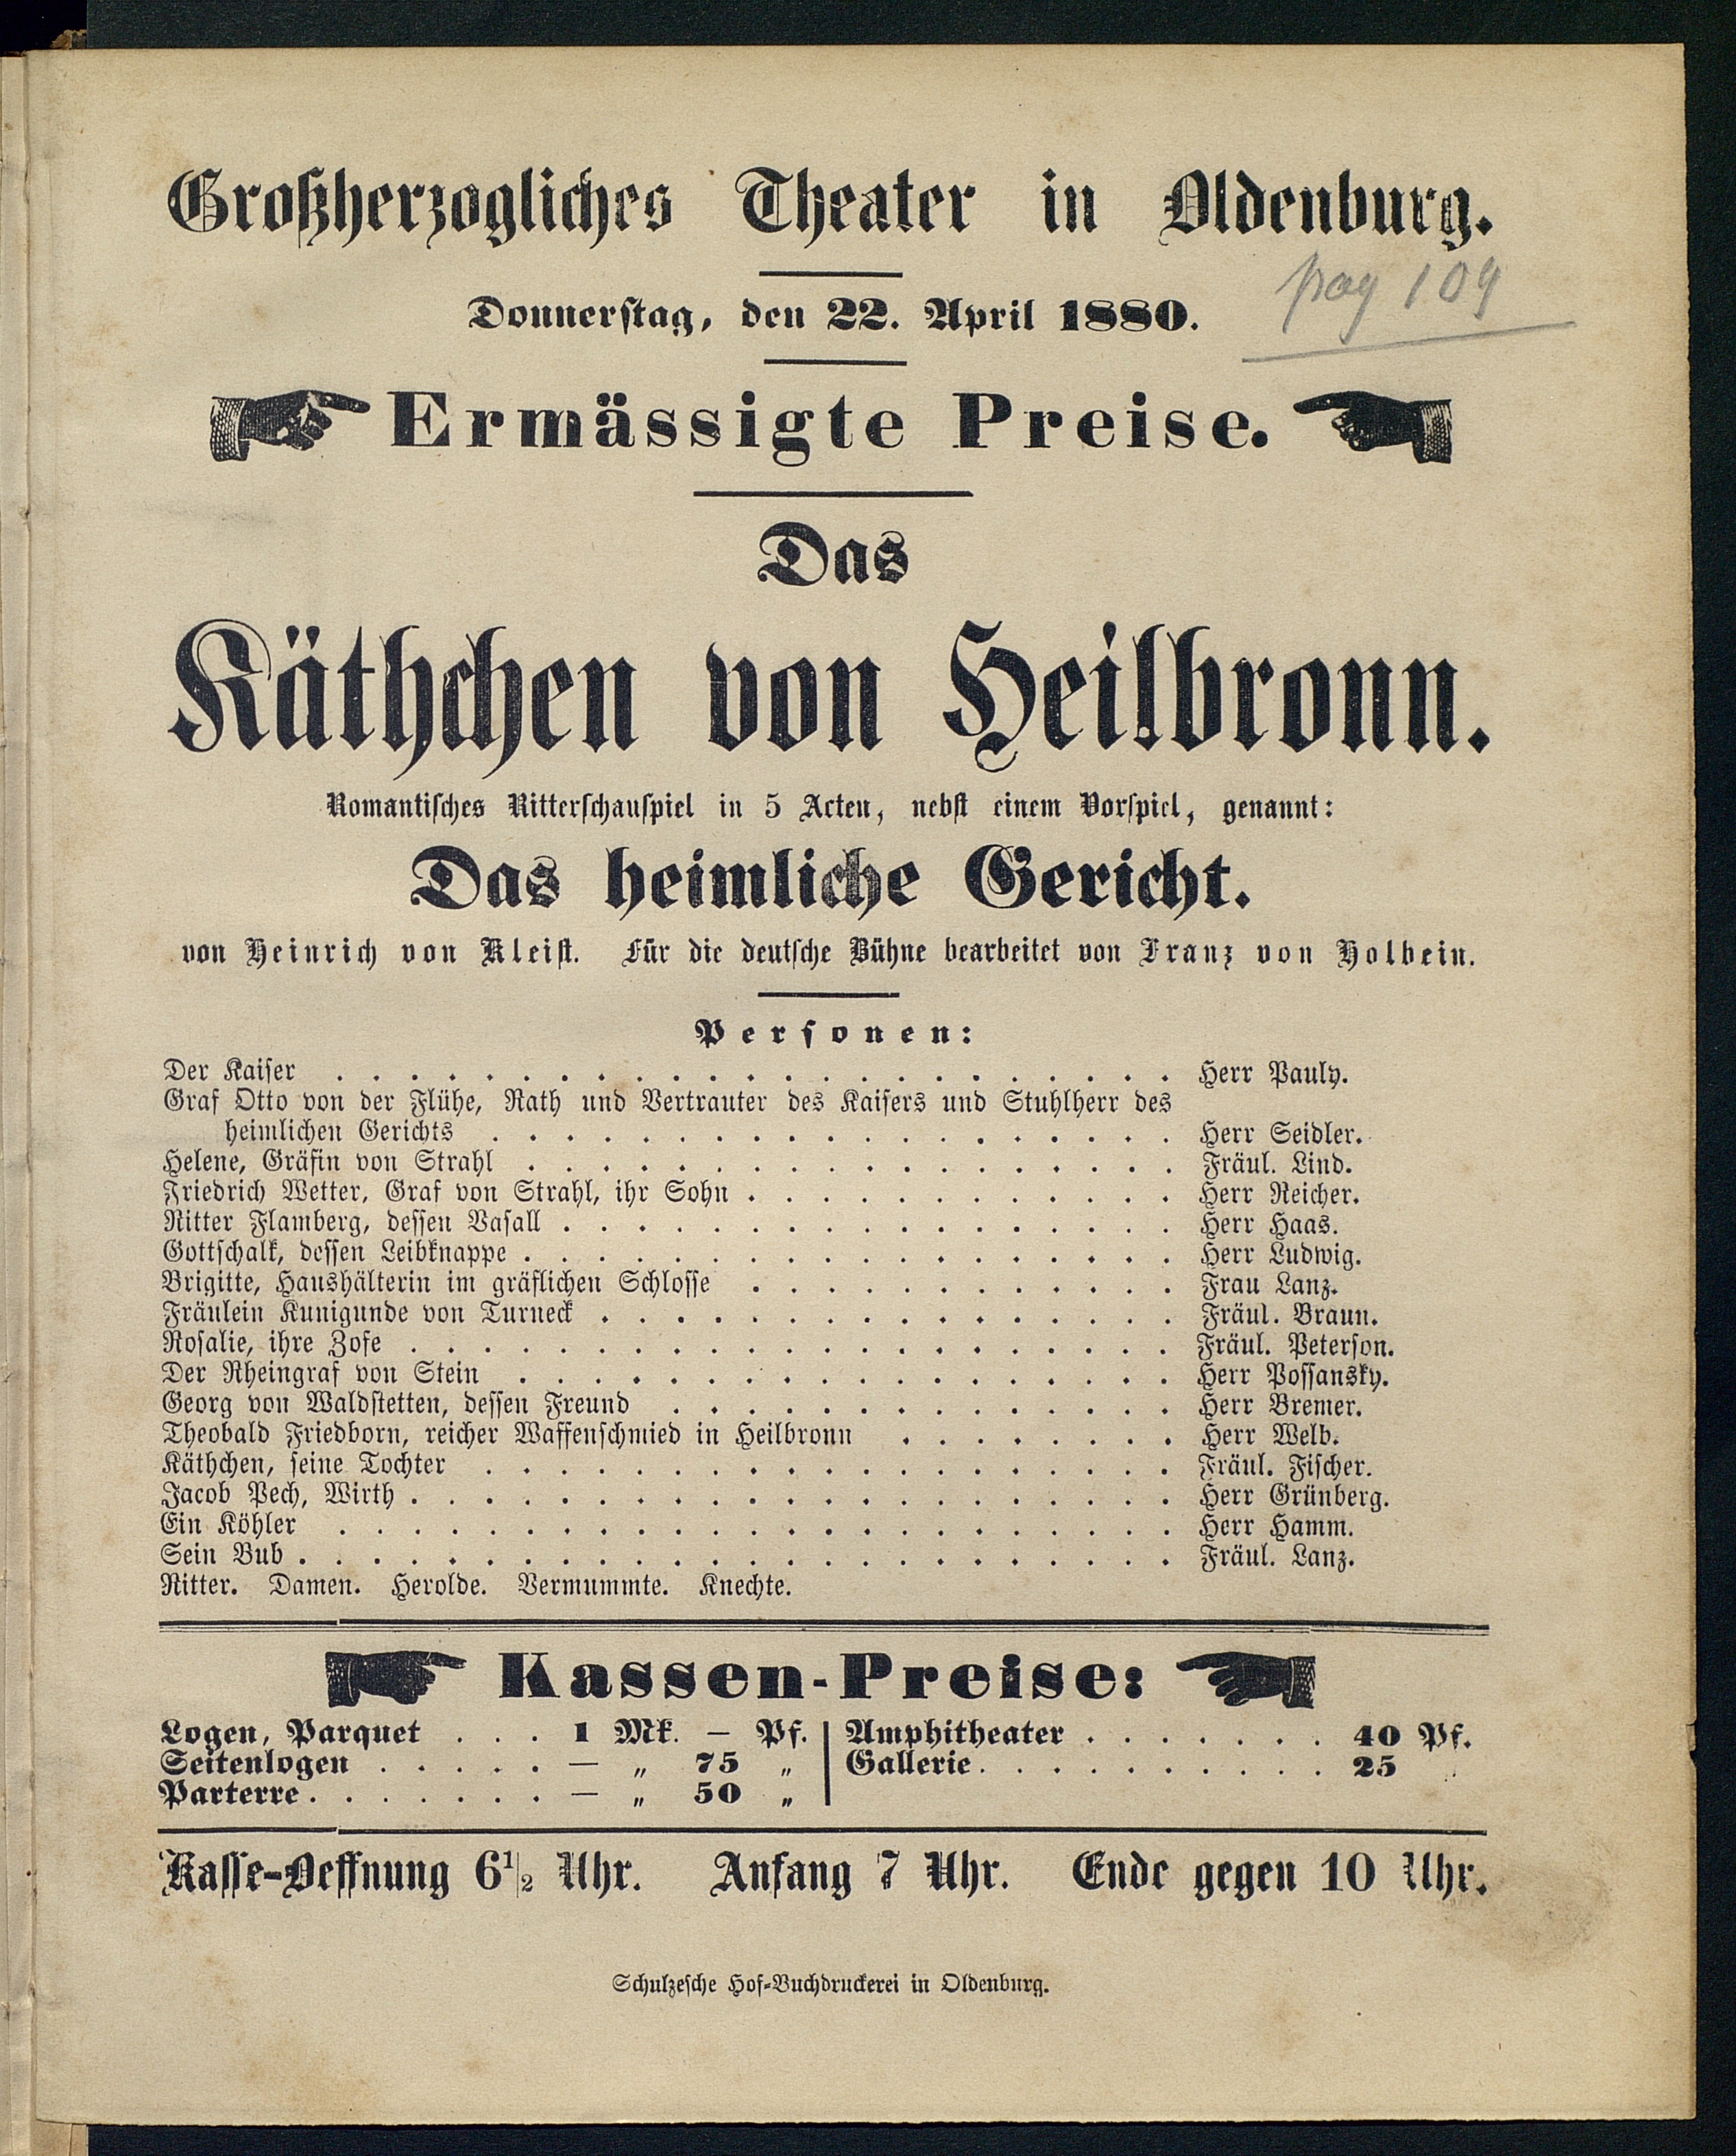 Großherzogliches Theater in Oldenburg.
pag 109
Donnerstag, den 22. April 1880.
Ermässigte Preise.
Das
Käthchen von Heilbronn.
Romantisches Ritterschauspiel in 5 Acten, nebst einem Vorspiel, genannt:
Das heimliche Gericht.
von Heinrich von Kleist. Für die deutsche Bühne bearbeitet von Franz von Holbein.
Personen:
Der Kaiser . . . . . . . . . . . . . . . . . . . . . . . Herr Pauly.
Graf Otto von der Flühe, Rath und Vertrauter des Kaisers und Stuhlherr des
heimlichen Gerichts . . . . . . . . . . . . . . . . . . . Herr Seidler.
Helene, Gräfin von Strahl . . . . . . . . . . . . . . . . . . Fräul. Lind.
Friedrich Wetter, Graf von Strahl, ihr Sohn . . . . . . . . . . . . Herr Reicher.
Ritter Flamberg, dessen Vasall . . . . . . . . . . . . . . . . . Herr Haas.
Gottschalk, dessen Leibknappe . . . . . . . . . . . . . . . . . . Herr Ludwig.
Brigitte, Haushälterin im gräflichen Schlosse . . . . . . . . . . . . Frau Lanz.
Fräulein Kunigunde von Turneck . . . . . . . . . . . . . . . . Fräul. Braun.
Rosalie, ihre Zofe . . . . . . . . . . . . . . . . . . . . . Fräul. Peterson.
Der Rheingraf von Stein . . . . . . . . . . . . . . . . . . Herr Possansky.
Georg von Waldstetten, dessen Freund . . . . . . . . . . . . . . Herr Bremer.
Theobald Friedborn, reicher Waffenschmied in Heilbronn . . . . . . . . Herr Welb.
Käthchen, seine Tochter . . . . . . . . . . . . . . . . . . . Fräul. Fischer.
Jacob Pech, Wirth . . . . . . . . . . . . . . . . . . . . . Herr Grünberg.
Ein Köhler . . . . . . . . . . . . . . . . . . . . . . . Herr Hamm.
Sein Bub . . . . . . . . . . . . . . . . . . . . . . . . Fräul. Lanz.
Ritter. Damen. Herolde. Vermummte. Knechte.
Kassen-Preise:
Logen, Parquet . . . 1 Mk. — Pf. Amphitheater . . . . . . . 40 Pf.
Seitenlogen . . . . . — „ 75 „ Gallerie . . . . . . . . . . 25 „
Parterre . . . . . . . — „ 50 „
Kasse-Oeffnung 6½ Uhr. Anfang 7 Uhr. Ende gegen 10 Uhr.
Schulzesche Hof-Buchdruckerei in Oldenburg.